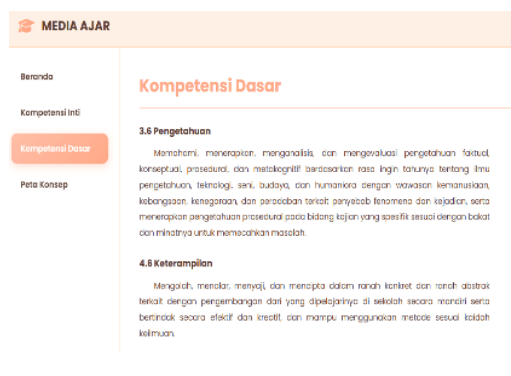 MEDIA AJAR
Beranda
Kompetensi Inti
Kompetensi Dasar
Peta Konsep
Kompetensi Dasar
3.6 Pengetahuan
Memahami, menerapkan, menganalisis, dan mengevaluasi pengetahuan faktual,
konseptual, prosedural, dan metakognitif berdasarkan rasa ingin tahunya tentang ilmu
pengetahuan, teknologi, seni, budaya, dan humaniora dengan wawasan kemanusiaan,
kebangsaan, kenegaraan, dan peradaban terkait penyebab fenomena dan kejadian, serta
menerapkan pengetahuan prosedural pada bidang kajian yang spesifik sesuai dengan bakat
dan minatnya untuk memecahkan masalah.
4.6 Keterampilan
Mengolah, menalar, menyaji, dan mencipta dalam ranah konkret dan ranah abstrak
terkait dengan pengembangan dari yang dipelajarinya di sekolah secara mandiri serta
bertindak secara efektif dan kreatif, dan mampu menggunakan metode sesuai kaidah
keilmuan.